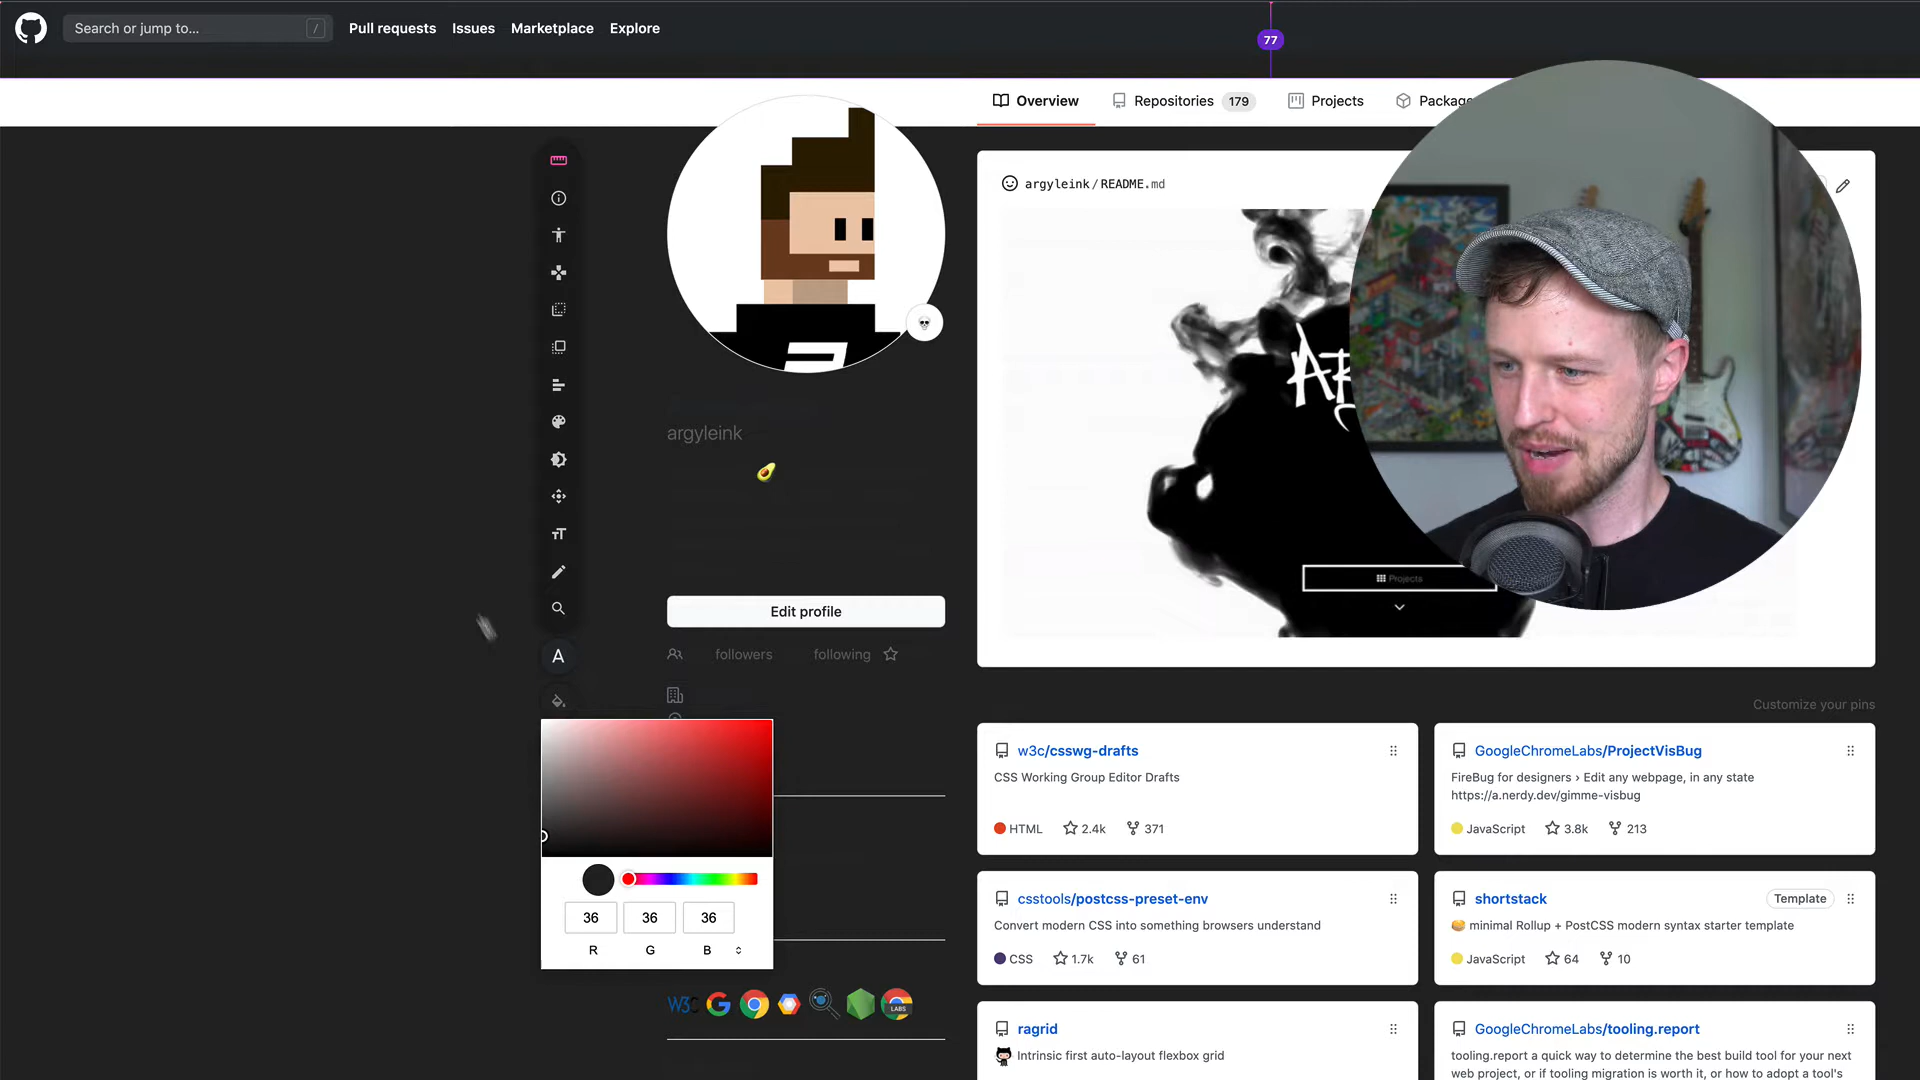 Search or jump to... /
Pull requests Issues Marketplace Explore
77
Overview Repositories 179 Projects
argyleink/README.md
argyleink
Projects
Edit profile
followers following
A
Customize your pins
w3c/csswg-drafts
CSS Working Group Editor Drafts
HTML 2.4k 371
GoogleChromeLabs/ProjectVisBug
FireBug for designers › Edit any webpage, in any state
https://a.nerdy.dev/gimme-visbug
JavaScript 3.8k 213
36 36 36
R G B
csstools/postcss-preset-env
Convert modern CSS into something browsers understand
CSS 1.7k 61
shortstack Template
minimal Rollup + PostCSS modern syntax starter template
JavaScript 64 10
W3C
LABS
ragrid
Intrinsic first auto-layout flexbox grid
GoogleChromeLabs/tooling.report
tooling.report a quick way to determine the best build tool for your next
web project, or if tooling migration is worth it, or how to adopt a tool's